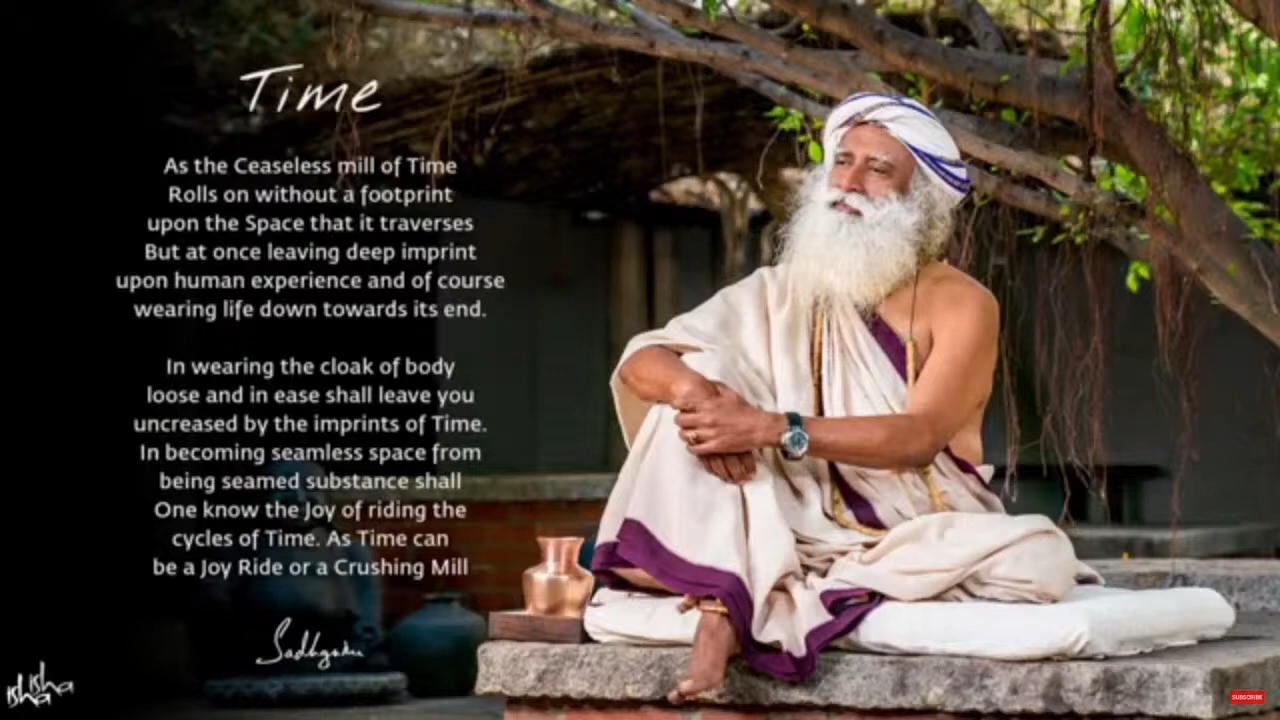 Time
As the Ceaseless mill of Time
Rolls on without a footprint
upon the Space that it traverses
But at once leaving deep imprint
upon human experience and of course
wearing life down towards its end.
In wearing the cloak of body
loose and in ease shall leave you
uncreased by the imprints of Time.
In becoming seamless space from
being seamed substance shall
One know the Joy of riding the
cycles of Time. As Time can
be a Joy Ride or a Crushing Mill
Sadhguru
isha
isha
SUBSCRIBE